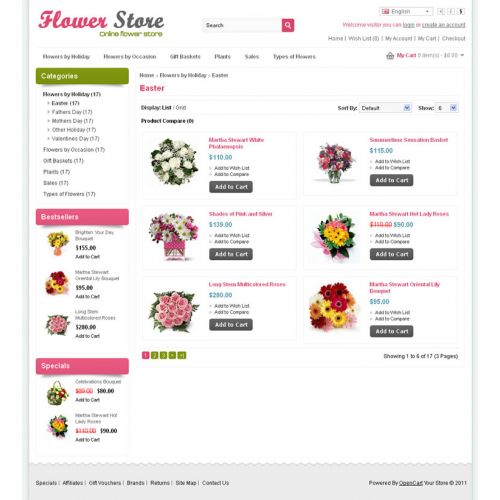 Flower Store
Online flower store
Search
English
€ £ $
Welcome visitor you can login or create an account.
Home | Wish List (0) | My Account | My Cart | Checkout
Flowers by Holiday Flowers by Occasion Gift Baskets Plants Sales Types of Flowers
My Cart 0 item(s) - $0.00
Categories
Flowers by Holiday (17)
Easter (17)
Fathers Day (17)
Mothers Day (17)
Other Holiday (17)
Valentines Day (17)
Flowers by Occasion (17)
Gift Baskets (17)
Plants (17)
Sales (17)
Types of Flowers (17)
Bestsellers
Brighten Your Day
Bouquet
$155.00
Add to Cart
Martha Stewart
Oriental Lily Bouquet
$95.00
Add to Cart
Long Stem
Multicolored Roses
$280.00
Add to Cart
Specials
Celebrations Bouquet
$89.00 $80.00
Add to Cart
Martha Stewart Hot
Lady Roses
$110.00 $90.00
Add to Cart
Home » Flowers by Holiday » Easter
Easter
Display: List / Grid
Sort By: Default
Show: 6
Product Compare (0)
Martha Stewart White
Phalaenopsis
$110.00
Add to Wish List
Add to Compare
Add to Cart
Summertime Sensation Basket
$115.00
Add to Wish List
Add to Compare
Add to Cart
Shades of Pink and Silver
$139.00
Add to Wish List
Add to Compare
Add to Cart
Martha Stewart Hot Lady Roses
$110.00 $90.00
Add to Wish List
Add to Compare
Add to Cart
Long Stem Multicolored Roses
$280.00
Add to Wish List
Add to Compare
Add to Cart
Martha Stewart Oriental Lily
Bouquet
$95.00
Add to Wish List
Add to Compare
Add to Cart
1 2 3 > >|
Showing 1 to 6 of 17 (3 Pages)
Specials | Affiliates | Gift Vouchers | Brands | Returns | Site Map | Contact Us
Powered By OpenCart Your Store © 2011